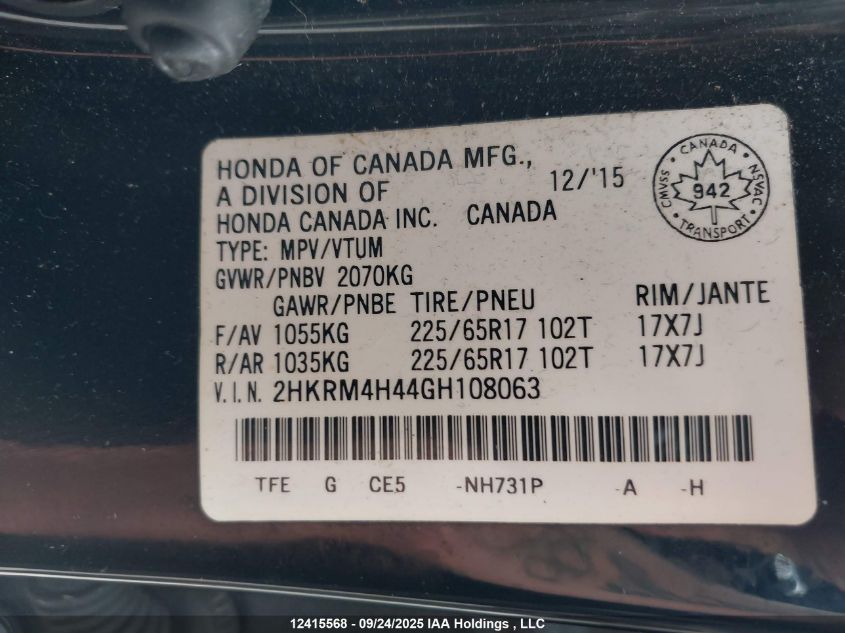 HONDA OF CANADA MFG., 12/'15
A DIVISION OF
HONDA CANADA INC. CANADA
TYPE: MPV/VTUM
GVWR/PNBV 2070KG
GAWR/PNBE TIRE/PNEU RIM/JANTE
F/AV 1055KG 225/65R17 102T 17X7J
R/AR 1035KG 225/65R17 102T 17X7J
V.I.N. 2HKRM4H44GH108063
TFE G CE5 -NH731P -A -H
CANADA
CMVSS 942 NSVAC
TRANSPORT
12415568 - 09/24/2025 IAA Holdings , LLC